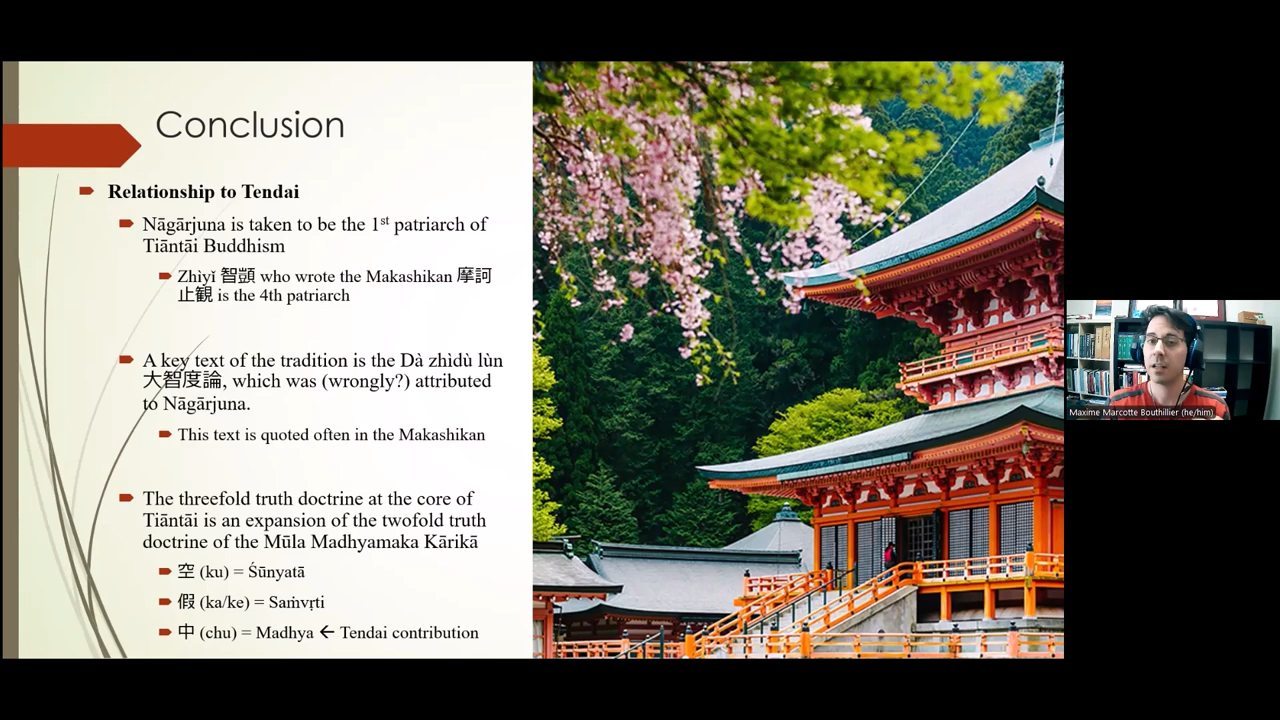 Conclusion
Relationship to Tendai
Nāgārjuna is taken to be the 1st patriarch of
Tiāntāi Buddhism
Zhìyǐ 智顗 who wrote the Makashikan 摩訶
止観 is the 4th patriarch
A key text of the tradition is the Dà zhìdù lùn
大智度論, which was (wrongly?) attributed
to Nāgārjuna.
This text is quoted often in the Makashikan
The threefold truth doctrine at the core of
Tiāntāi is an expansion of the twofold truth
doctrine of the Mūla Madhyamaka Kārikā
空 (ku) = Śūnyatā
假 (ka/ke) = Saṁvṛti
中 (chu) = Madhya ← Tendai contribution
Maxime Marcotte Bouthillier (he/him)